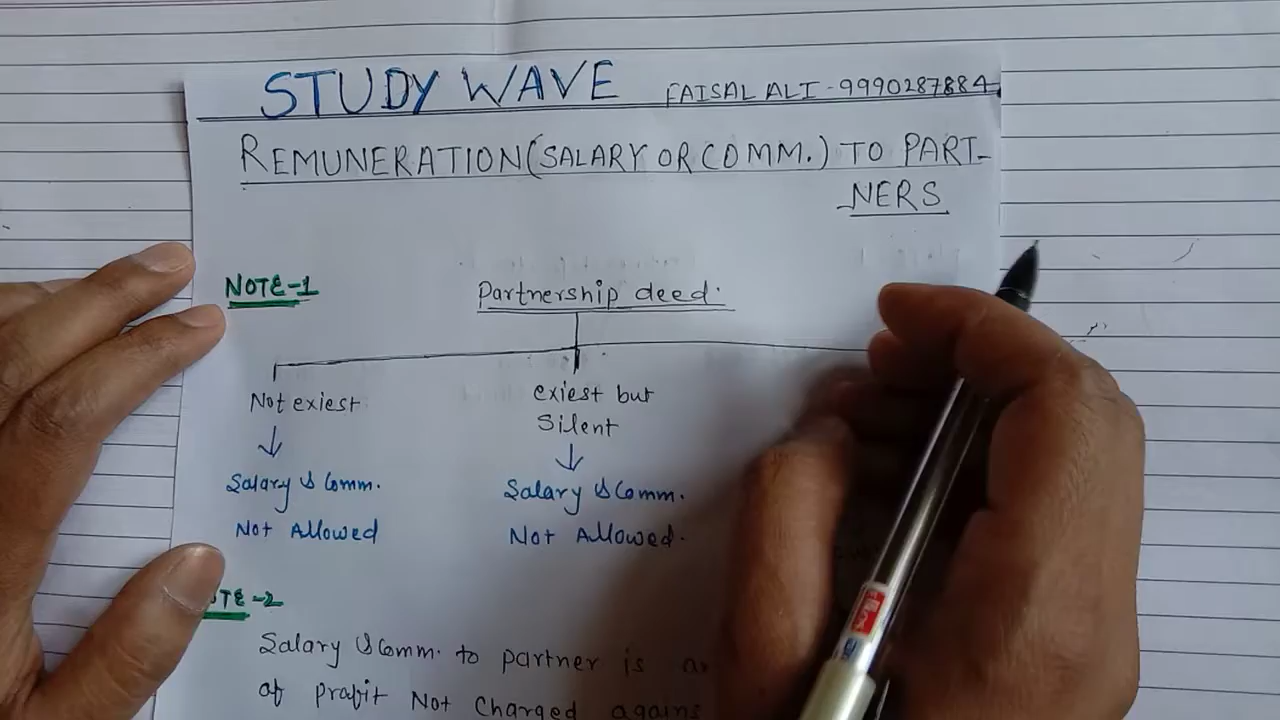 STUDY WAVE FAISAL ALI - 9990287884
REMUNERATION (SALARY OR COMM.) TO PART-
-NERS
NOTE-1
Partnership deed.
Not exiest
exiest but
Silent
Salary & Comm.
Not Allowed
Salary & Comm.
Not Allowed.
-2
Salary & Comm. to partner is
of profit Not Charged